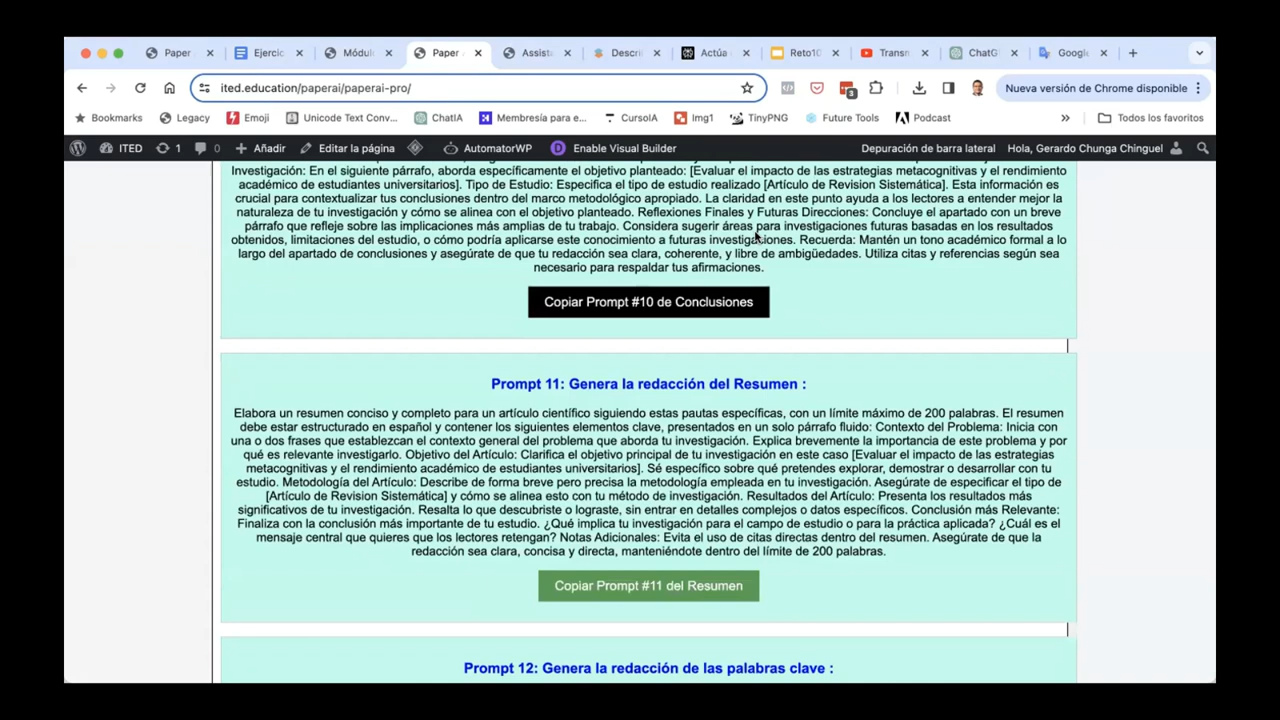 Paper
Ejercic
Módul
Paper
Assist
Descri
Actúa
Reto10
Transn
ChatG
Google
ited.education/paperai/paperai-pro/
3
Nueva versión de Chrome disponible
Bookmarks
Legacy
Emoji
Unicode Text Conv...
ChatIA
Membresía para e...
CursoIA
Img1
TinyPNG
Future Tools
Podcast
Todos los favoritos
ITED
1
0
Añadir
Editar la página
AutomatorWP
Enable Visual Builder
Depuración de barra lateral
Hola, Gerardo Chunga Chinguel
Investigación: En el siguiente párrafo, aborda específicamente el objetivo planteado: [Evaluar el impacto de las estrategias metacognitivas y el rendimiento
académico de estudiantes universitarios]. Tipo de Estudio: Especifica el tipo de estudio realizado [Artículo de Revision Sistemática]. Esta información es
crucial para contextualizar tus conclusiones dentro del marco metodológico apropiado. La claridad en este punto ayuda a los lectores a entender mejor la
naturaleza de tu investigación y cómo se alinea con el objetivo planteado. Reflexiones Finales y Futuras Direcciones: Concluye el apartado con un breve
párrafo que refleje sobre las implicaciones más amplias de tu trabajo. Considera sugerir áreas para investigaciones futuras basadas en los resultados
obtenidos, limitaciones del estudio, o cómo podría aplicarse este conocimiento a futuras investigaciones. Recuerda: Mantén un tono académico formal a lo
largo del apartado de conclusiones y asegúrate de que tu redacción sea clara, coherente, y libre de ambigüedades. Utiliza citas y referencias según sea
necesario para respaldar tus afirmaciones.
Copiar Prompt #10 de Conclusiones
Prompt 11: Genera la redacción del Resumen :
Elabora un resumen conciso y completo para un artículo científico siguiendo estas pautas específicas, con un límite máximo de 200 palabras. El resumen
debe estar estructurado en español y contener los siguientes elementos clave, presentados en un solo párrafo fluido: Contexto del Problema: Inicia con
una o dos frases que establezcan el contexto general del problema que aborda tu investigación. Explica brevemente la importancia de este problema y por
qué es relevante investigarlo. Objetivo del Artículo: Clarifica el objetivo principal de tu investigación en este caso [Evaluar el impacto de las estrategias
metacognitivas y el rendimiento académico de estudiantes universitarios]. Sé específico sobre qué pretendes explorar, demostrar o desarrollar con tu
estudio. Metodología del Artículo: Describe de forma breve pero precisa la metodología empleada en tu investigación. Asegúrate de especificar el tipo de
[Artículo de Revision Sistemática] y cómo se alinea esto con tu método de investigación. Resultados del Artículo: Presenta los resultados más
significativos de tu investigación. Resalta lo que descubriste o lograste, sin entrar en detalles complejos o datos específicos. Conclusión más Relevante:
Finaliza con la conclusión más importante de tu estudio. ¿Qué implica tu investigación para el campo de estudio o para la práctica aplicada? ¿Cuál es el
mensaje central que quieres que los lectores retengan? Notas Adicionales: Evita el uso de citas directas dentro del resumen. Asegúrate de que la
redacción sea clara, concisa y directa, manteniéndote dentro del límite de 200 palabras.
Copiar Prompt #11 del Resumen
Prompt 12: Genera la redacción de las palabras clave :